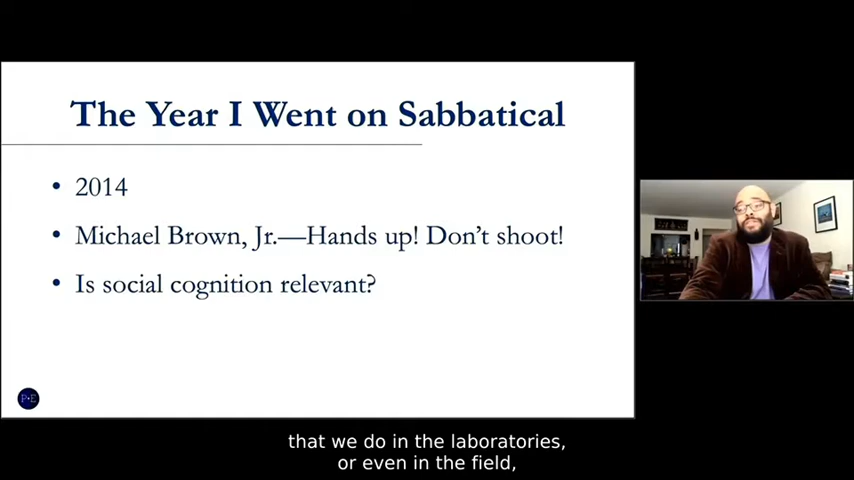 The Year I Went on Sabbatical
• 2014
• Michael Brown, Jr.—Hands up! Don't shoot!
• Is social cognition relevant?
P•E
that we do in the laboratories,
or even in the field,